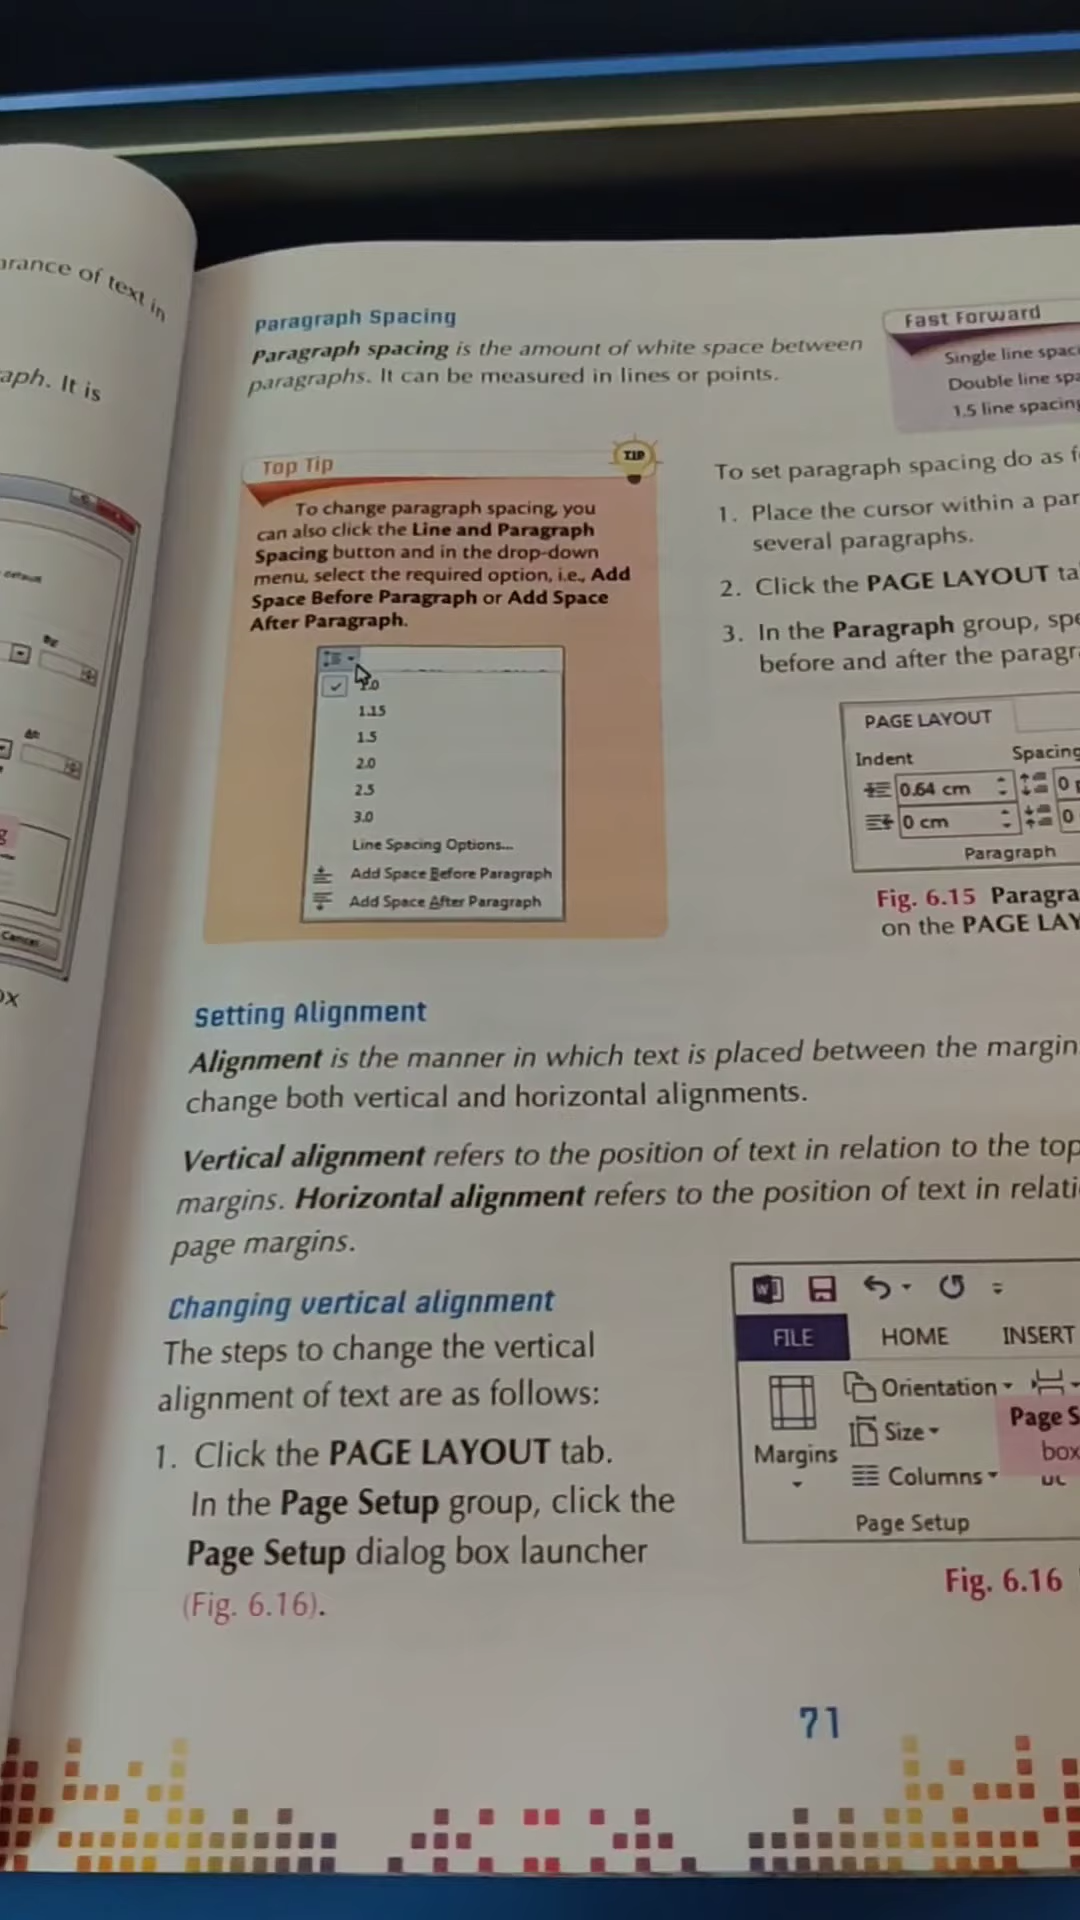 arance of text in
aph. It is
Cancel
Paragraph Spacing
Paragraph spacing is the amount of white space between
paragraphs. It can be measured in lines or points.
Fast Forward
Single line
Double line
1.5 line spacing
Top Tip
TIP
To change paragraph spacing, you
can also click the Line and Paragraph
Spacing button and in the drop-down
menu, select the required option, i.e., Add
Space Before Paragraph or Add Space
After Paragraph.
1.0
1.15
1.5
2.0
2.5
3.0
Line Spacing Options...
Add Space Before Paragraph
Add Space After Paragraph
To set paragraph spacing do as
1. Place the cursor within a
several paragraphs.
2. Click the PAGE LAYOUT
3. In the Paragraph group,
before and after the
PAGE LAYOUT
Indent Spacing
0.64 cm 0
0 cm 0
Paragraph
Fig. 6.15
on the PAGE
Setting Alignment
Alignment is the manner in which text is placed between the margin
change both vertical and horizontal alignments.
Vertical alignment refers to the position of text in relation to the top
margins. Horizontal alignment refers to the position of text in
page margins.
Changing vertical alignment
The steps to change the vertical
alignment of text are as follows:
1. Click the PAGE LAYOUT tab.
In the Page Setup group, click the
Page Setup dialog box launcher
(Fig. 6.16).
FILE HOME INSERT
Orientation
Size
Margins
Columns
Page S
box
Page Setup
Fig. 6.16
71